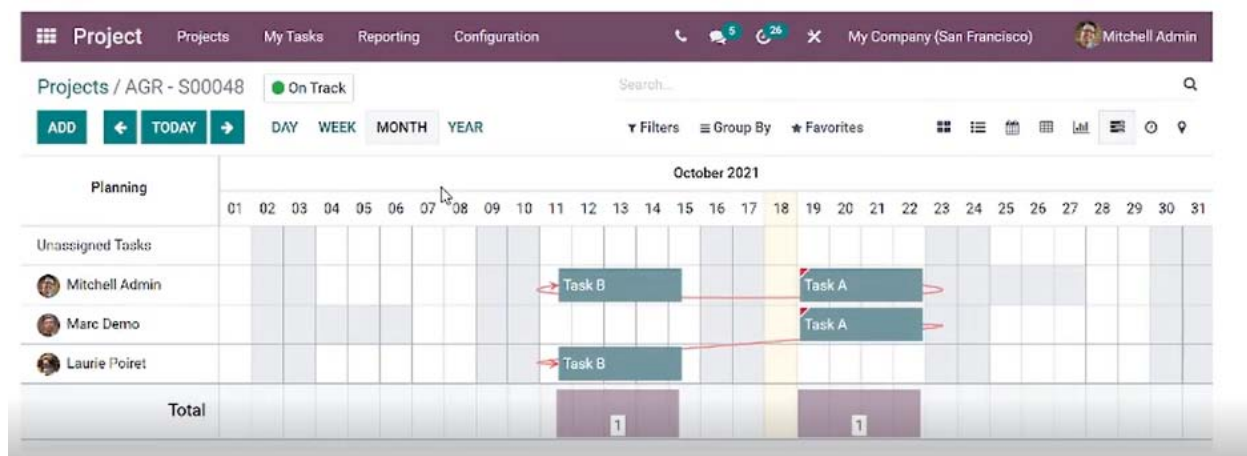 Project Projects My Tasks Reporting Configuration 5 26 My Company (San Francisco) Mitchell Admin
Projects / AGR - S00048 On Track Search...
ADD TODAY DAY WEEK MONTH YEAR Filters Group By Favorites
Planning
October 2021
01 02 03 04 05 06 07 08 09 10 11 12 13 14 15 16 17 18 19 20 21 22 23 24 25 26 27 28 29 30 31
Unassigned Tasks
Mitchell Admin Task B Task A
Marc Demo Task A
Laurie Poiret Task B
Total 1 1